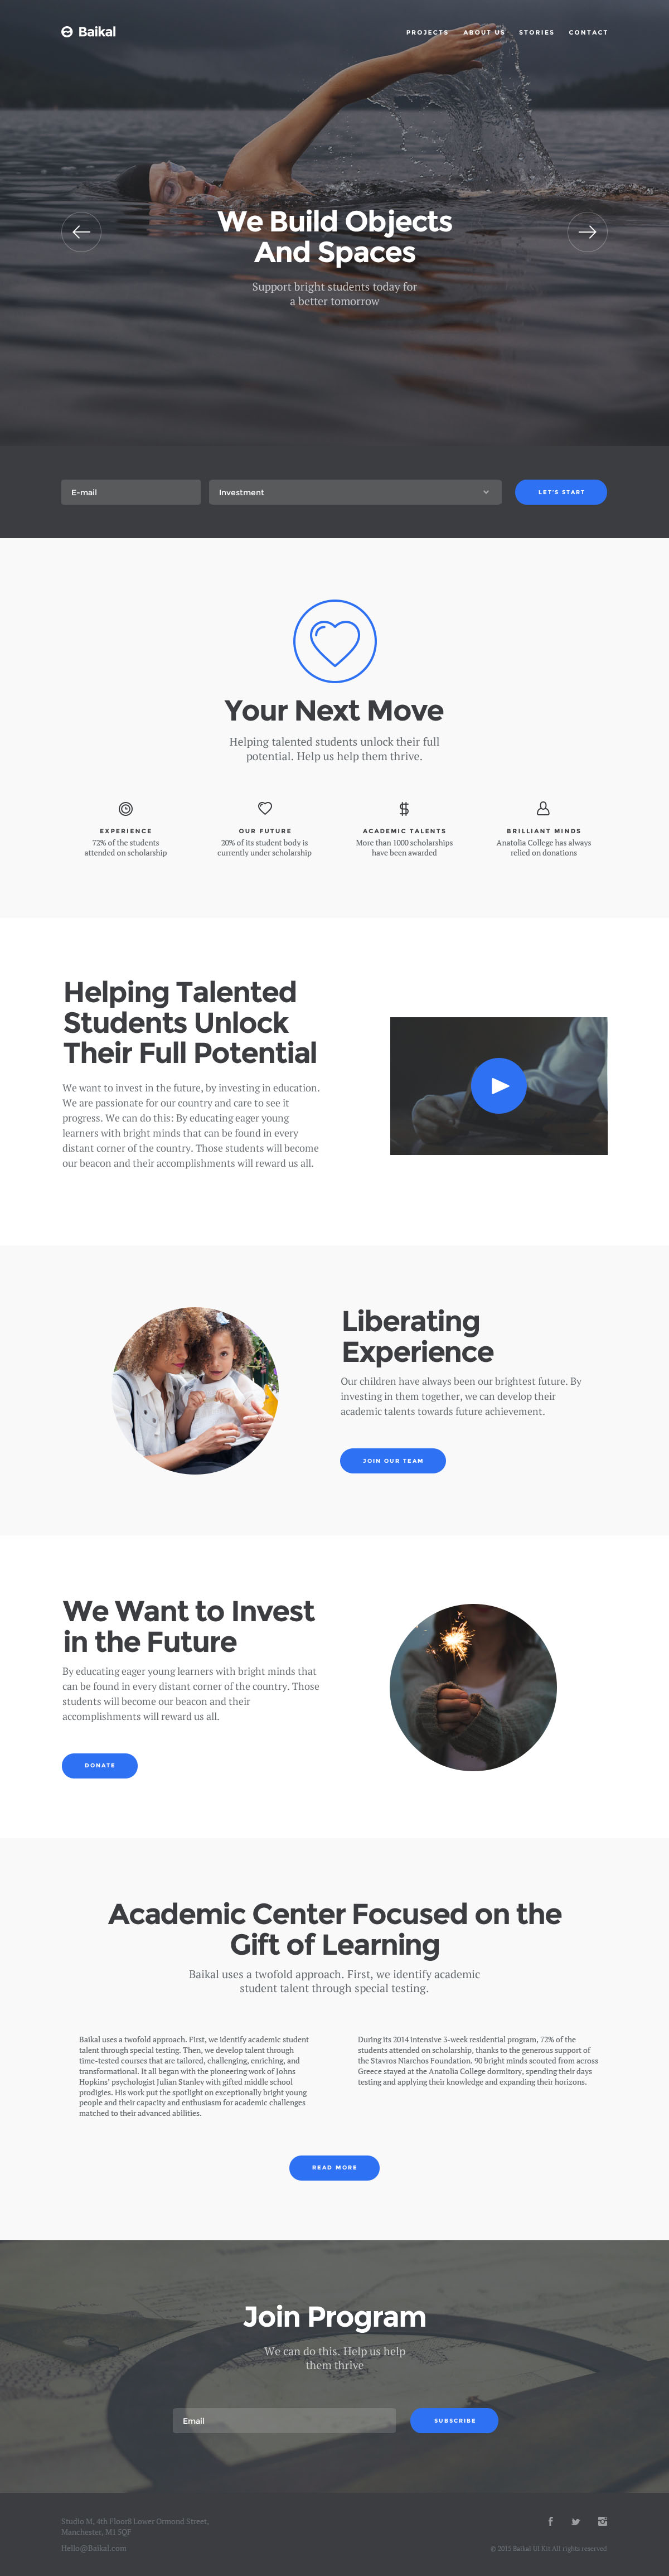 Baikal
PROJECTS ABOUT US STORIES CONTACT
We Build Objects
And Spaces
Support bright students today for
a better tomorrow
E-mail
Investment
LET'S START
Your Next Move
Helping talented students unlock their full
potential. Help us help them thrive.
EXPERIENCE
72% of the students
attended on scholarship
OUR FUTURE
20% of its student body is
currently under scholarship
ACADEMIC TALENTS
More than 1000 scholarships
have been awarded
BRILLIANT MINDS
Anatolia College has always
relied on donations
Helping Talented
Students Unlock
Their Full Potential
We want to invest in the future, by investing in education.
We are passionate for our country and care to see it
progress. We can do this: By educating eager young
learners with bright minds that can be found in every
distant corner of the country. Those students will become
our beacon and their accomplishments will reward us all.
Liberating
Experience
Our children have always been our brightest future. By
investing in them together, we can develop their
academic talents towards future achievement.
JOIN OUR TEAM
We Want to Invest
in the Future
By educating eager young learners with bright minds that
can be found in every distant corner of the country. Those
students will become our beacon and their
accomplishments will reward us all.
DONATE
Academic Center Focused on the
Gift of Learning
Baikal uses a twofold approach. First, we identify academic
student talent through special testing.
Baikal uses a twofold approach. First, we identify academic student
talent through special testing. Then, we develop talent through
time-tested courses that are tailored, challenging, enriching, and
transformational. It all began with the pioneering work of Johns
Hopkins' psychologist Julian Stanley with gifted middle school
prodigies. His work put the spotlight on exceptionally bright young
people and their capacity and enthusiasm for academic challenges
matched to their advanced abilities.
During its 2014 intensive 3-week residential program, 72% of the
students attended on scholarship, thanks to the generous support of
the Stavros Niarchos Foundation. 90 bright minds scouted from across
Greece stayed at the Anatolia College dormitory, spending their days
testing and applying their knowledge and expanding their horizons.
READ MORE
Join Program
We can do this. Help us help
them thrive
Email
SUBSCRIBE
Studio M, 4th Floor8 Lower Ormond Street,
Manchester, M1 5QF
Hello@Baikal.com
© 2015 Baikal UI Kit All rights reserved